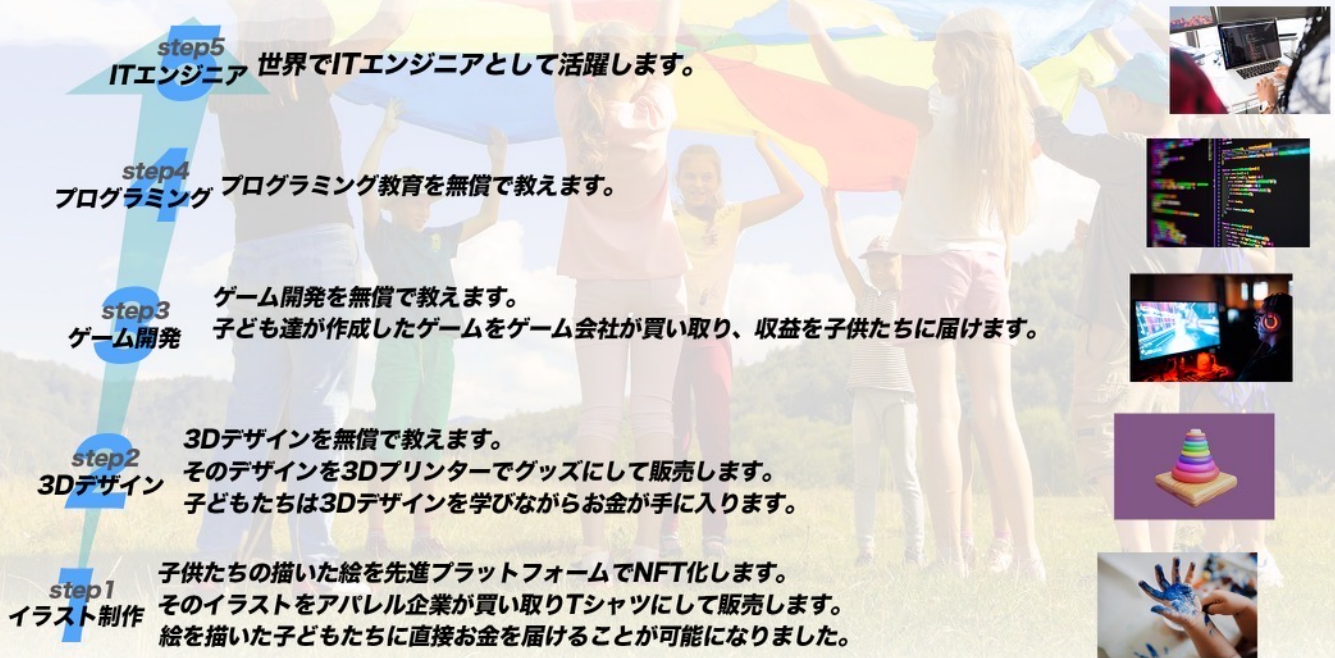 step5
ITエンジニア
世界でITエンジニアとして活躍します。
step4
プログラミング
プログラミング教育を無償で教えます。
step3
ゲーム開発
ゲーム開発を無償で教えます。
子ども達が作成したゲームをゲーム会社が買い取り、収益を子供たちに届けます。
step2
3Dデザイン
3Dデザインを無償で教えます。
そのデザインを3Dプリンターでグッズにして販売します。
子どもたちは3Dデザインを学びながらお金が手に入ります。
step1
イラスト制作
子供たちの描いた絵を先進プラットフォームでNFT化します。
そのイラストをアパレル企業が買い取りTシャツにして販売します。
絵を描いた子どもたちに直接お金を届けることが可能になりました。
5
4
3
2
1